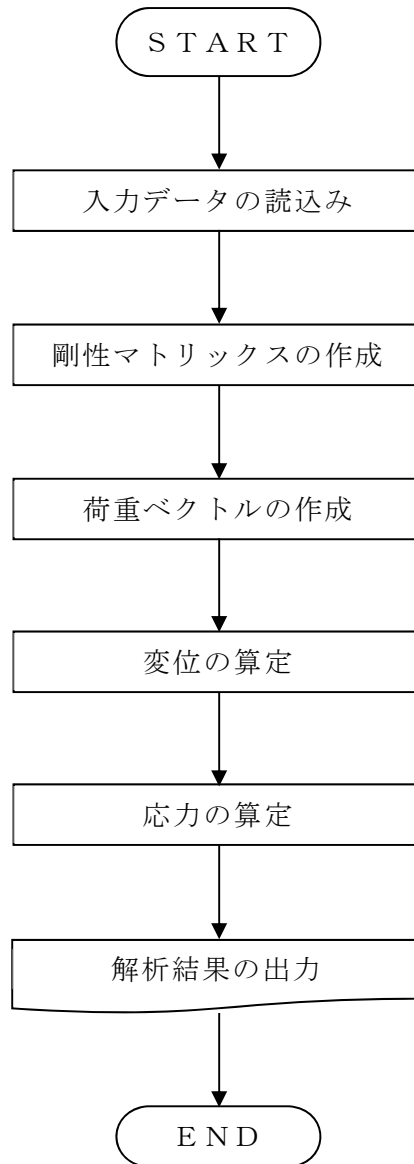 ＳＴＡＲＴ
入力データの読込み
剛性マトリックスの作成
荷重ベクトルの作成
変位の算定
応力の算定
解析結果の出力
ＥＮＤ